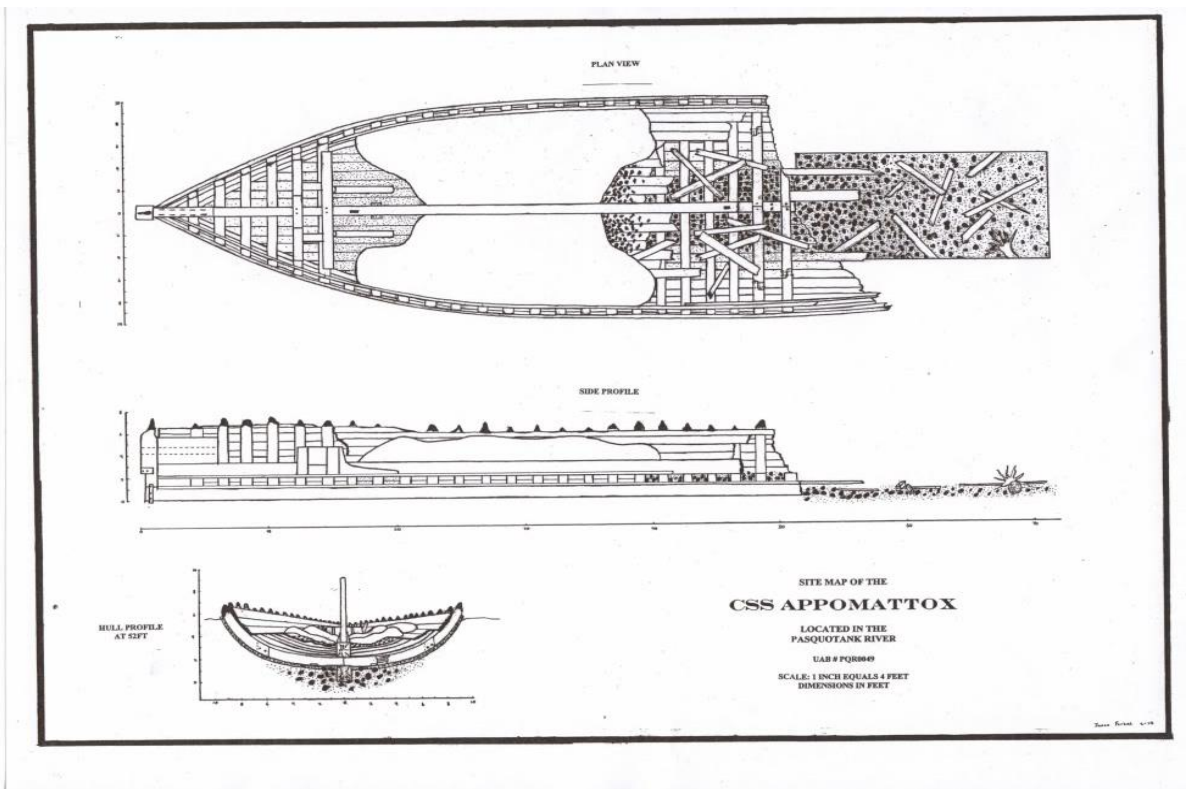 PLAN VIEW
SIDE PROFILE
HULL PROFILE
AT 52FT
SITE MAP OF THE
CSS APPOMATTOX
LOCATED IN THE
PASQUOTANK RIVER
UAB # PQR0049
SCALE: 1 INCH EQUALS 4 FEET
DIMENSIONS IN FEET